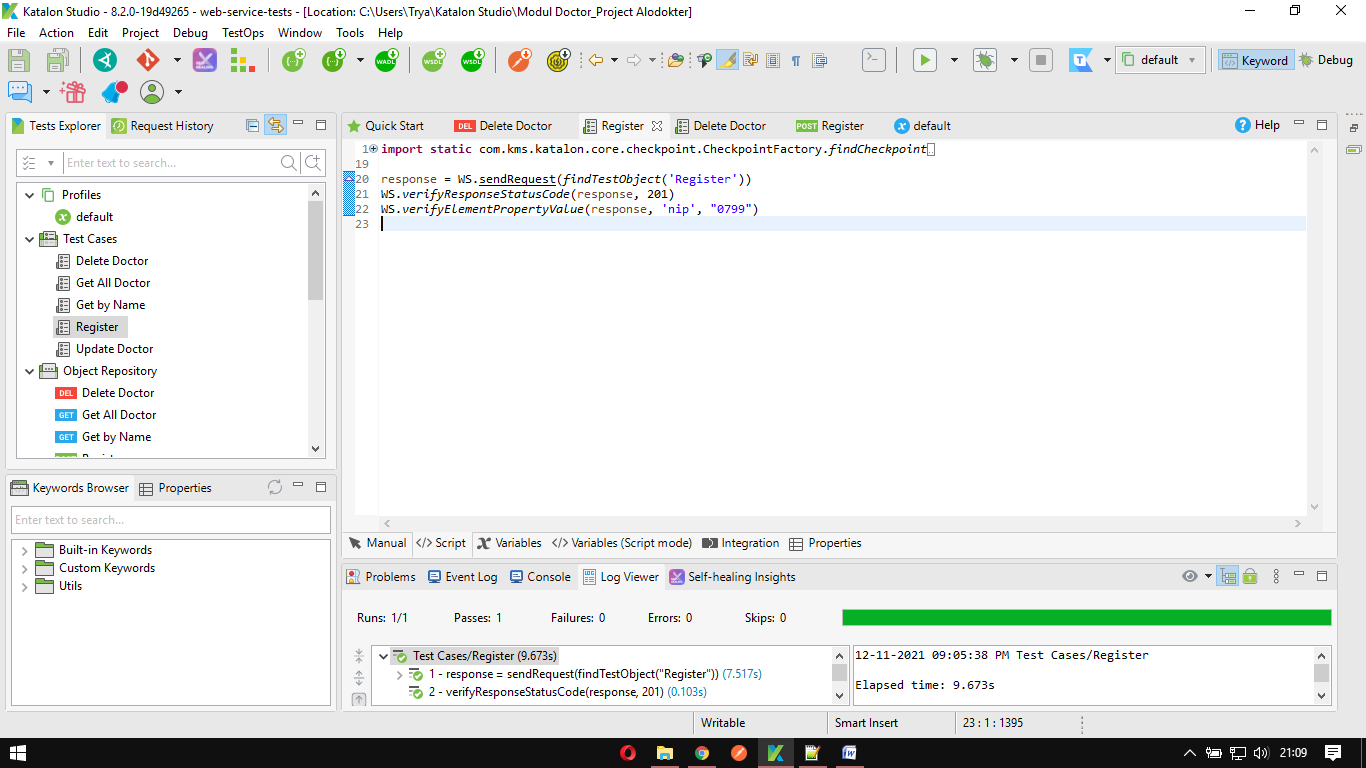 Katalon Studio - 8.2.0-19d49265 - web-service-tests - [Location: C:\Users\Trya\Katalon Studio\Modul Doctor_Project Alodokter]
File Action Edit Project Debug TestOps Window Tools Help
WADL WSDL WSDL default Keyword Debug
Tests Explorer Request History
Enter text to search...
Profiles
default
Test Cases
Delete Doctor
Get All Doctor
Get by Name
Register
Update Doctor
Object Repository
DEL Delete Doctor
GET Get All Doctor
GET Get by Name
Keywords Browser Properties
Enter text to search...
Built-in Keywords
Custom Keywords
Utils
Quick Start DEL Delete Doctor Register Delete Doctor POST Register default Help
1 import static com.kms.katalon.core.checkpoint.CheckpointFactory.findCheckpoint
19
20 response = WS.sendRequest(findTestObject('Register'))
21 WS.verifyResponseStatusCode(response, 201)
22 WS.verifyElementPropertyValue(response, 'nip', "0799")
23
Manual </> Script Variables </> Variables (Script mode) Integration Properties
Problems Event Log Console Log Viewer Self-healing Insights
Runs: 1/1 Passes: 1 Failures: 0 Errors: 0 Skips: 0
Test Cases/Register (9.673s)
1 - response = sendRequest(findTestObject("Register")) (7.517s)
2 - verifyResponseStatusCode(response, 201) (0.103s)
12-11-2021 09:05:38 PM Test Cases/Register
Elapsed time: 9.673s
Writable Smart Insert 23 : 1 : 1395
21:09